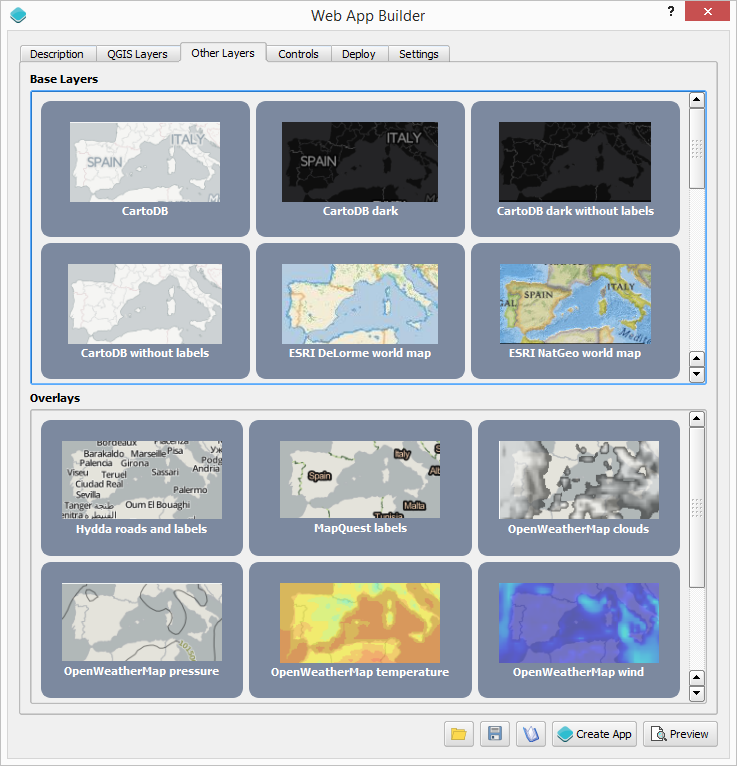 Web App Builder
?
Description
QGIS Layers
Other Layers
Controls
Deploy
Settings
Base Layers
SPAIN
ITALY
CartoDB
SPAIN
ITALY
CartoDB dark
CartoDB dark without labels
CartoDB without labels
ESRI DeLorme world map
SPAIN
ITALY
ESRI NatGeo world map
Overlays
Bordeaux
Piacenza
Barakaldo
Marseille
Pisa
Palencia
Girona
Andria
Viseu
Teruel
Sassari
Ciudad Real
Sevilla
Palermo
Tanger طنجة
Oum El Bouaghi
Hydda roads and labels
Italy
Spain
Malta
Tunisia
MapQuest labels
OpenWeatherMap clouds
OpenWeatherMap pressure
OpenWeatherMap temperature
OpenWeatherMap wind
Create App
Preview